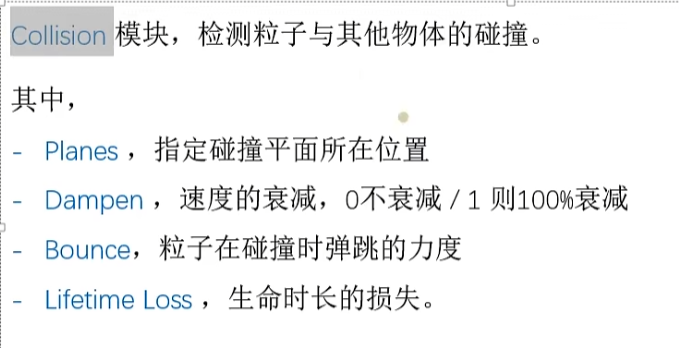 Collision 模块，检测粒子与其他物体的碰撞。
其中，
- Planes ，指定碰撞平面所在位置
- Dampen ，速度的衰减，0不衰减 / 1 则100%衰减
- Bounce，粒子在碰撞时弹跳的力度
- Lifetime Loss ，生命时长的损失。